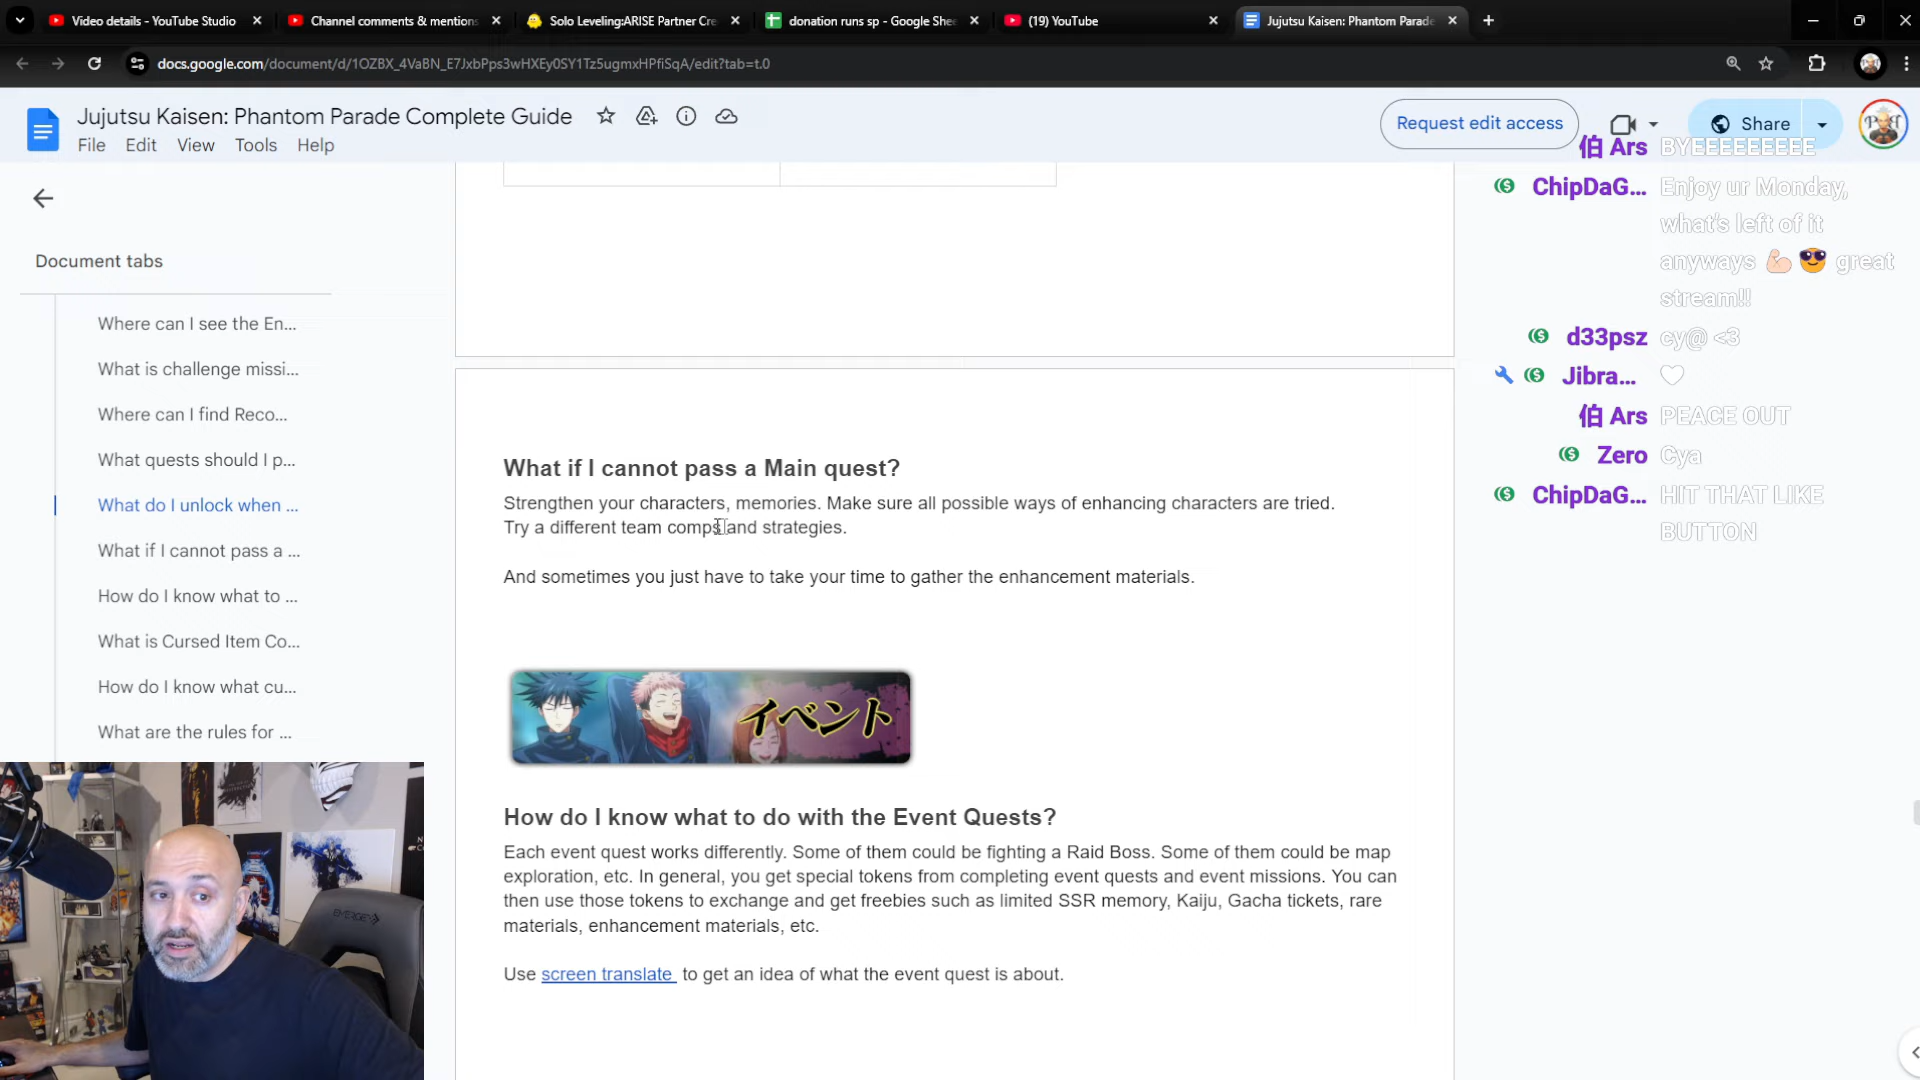 Video details - YouTube Studio
Channel comments & mentions
Solo Leveling:ARISE Partner Cre
donation runs sp - Google Shee
(19) YouTube
Jujutsu Kaisen: Phantom Parade
docs.google.com/document/d/1OZBX_4VaBN_E7JxbPps3wHXEy0SY1Tz5ugmxHPfiSqA/edit?tab=t.0
Jujutsu Kaisen: Phantom Parade Complete Guide
File Edit View Tools Help
Request edit access
Share
Document tabs
Where can I see the En...
What is challenge missi...
Where can I find Reco...
What quests should I p...
What do I unlock when ...
What if I cannot pass a ...
How do I know what to ...
What is Cursed Item Co...
How do I know what cu...
What are the rules for ...
What if I cannot pass a Main quest?
Strengthen your characters, memories. Make sure all possible ways of enhancing characters are tried.
Try a different team comps and strategies.
And sometimes you just have to take your time to gather the enhancement materials.
イベント
How do I know what to do with the Event Quests?
Each event quest works differently. Some of them could be fighting a Raid Boss. Some of them could be map
exploration, etc. In general, you get special tokens from completing event quests and event missions. You can
then use those tokens to exchange and get freebies such as limited SSR memory, Kaiju, Gacha tickets, rare
materials, enhancement materials, etc.
Use screen translate to get an idea of what the event quest is about.
伯 Ars BYEEEEEEEEE
ChipDaG... Enjoy ur Monday,
what's left of it
anyways 💪🏻 😎 great
stream!!
d33psz cy@ <3
Jibra... ♡
伯 Ars PEACE OUT
Zero Cya
ChipDaG... HIT THAT LIKE
BUTTON